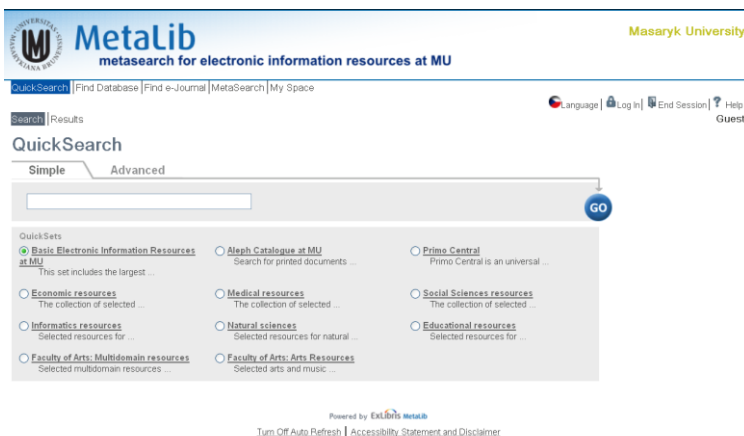 UNIVERSITAS
MetaLib
Masaryk University
metasearch for electronic information resources at MU
QuickSearch | Find Database | Find e-Journal | MetaSearch | My Space
Language | Log In | End Session | ? Help
Search | Results
Guest
QuickSearch
Simple Advanced
GO
QuickSets
Basic Electronic Information Resources at MU
This set includes the largest ...
Aleph Catalogue at MU
Search for printed documents ...
Primo Central
Primo Central is an universal ...
Economic resources
The collection of selected ...
Medical resources
The collection of selected ...
Social Sciences resources
The collection of selected ...
Informatics resources
Selected resources for ...
Natural sciences
Selected resources for natural ...
Educational resources
Selected resources for ...
Faculty of Arts: Multidomain resources
Selected multidomain resources ...
Faculty of Arts: Arts Resources
Selected arts and music ...
Powered by ExLibris MetaLib
Turn Off Auto Refresh | Accessibility Statement and Disclaimer